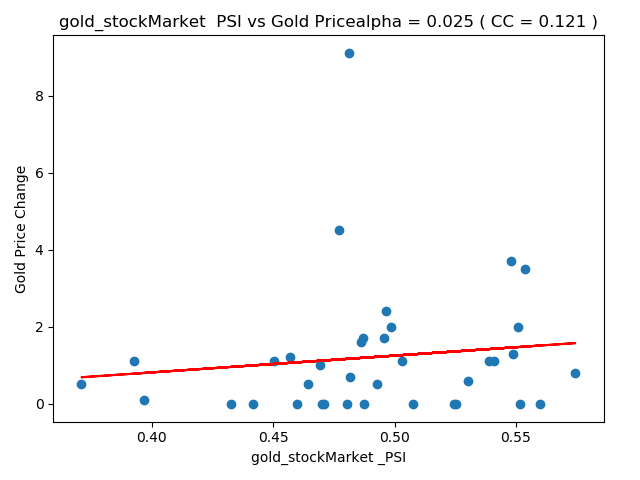 gold_stockMarket  PSI vs Gold Pricealpha = 0.025 ( CC = 0.121 )
8
6
4
2
0
Gold Price Change
0.40 0.45 0.50 0.55
gold_stockMarket _PSI